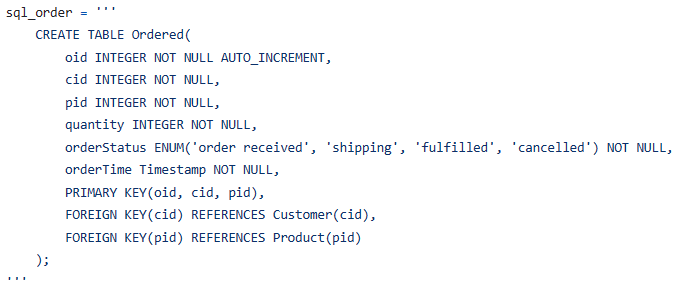 sql_order = '''
    CREATE TABLE Ordered(
        oid INTEGER NOT NULL AUTO_INCREMENT,
        cid INTEGER NOT NULL,
        pid INTEGER NOT NULL,
        quantity INTEGER NOT NULL,
        orderStatus ENUM('order received', 'shipping', 'fulfilled', 'cancelled') NOT NULL,
        orderTime Timestamp NOT NULL,
        PRIMARY KEY(oid, cid, pid),
        FOREIGN KEY(cid) REFERENCES Customer(cid),
        FOREIGN KEY(pid) REFERENCES Product(pid)
    );
'''